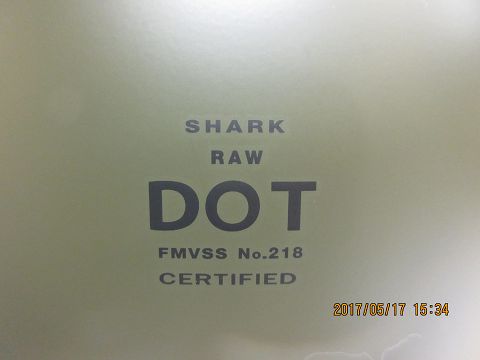 SHARK
RAW
DOT
FMVSS No.218
CERTIFIED
2017/05/17 15:34